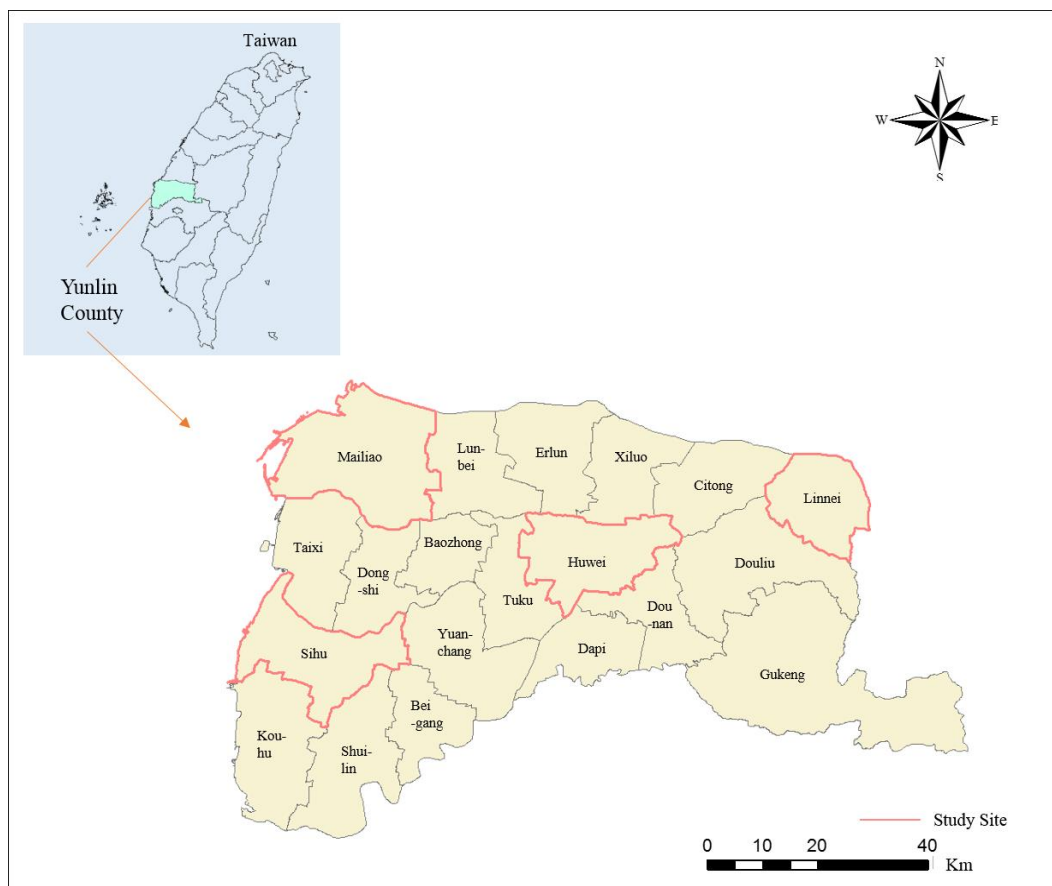 Taiwan
Yunlin
County
N
W
E
S
Mailiao
Lun-
bei
Erlun
Xiluo
Citong
Linnei
Taixi
Dong
-shi
Baozhong
Tuku
Huwei
Douliu
Dou
-nan
Sihu
Yuan-
chang
Dapi
Gukeng
Kou-
hu
Shui-
lin
Bei
-gang
Study Site
0 10 20 40
Km